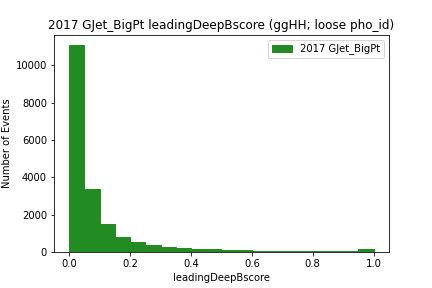 2017 GJet_BigPt leadingDeepBscore (ggHH; loose pho_id)
2017 GJet_BigPt
Number of Events
10000
8000
6000
4000
2000
0
0.0 0.2 0.4 0.6 0.8 1.0
leadingDeepBscore